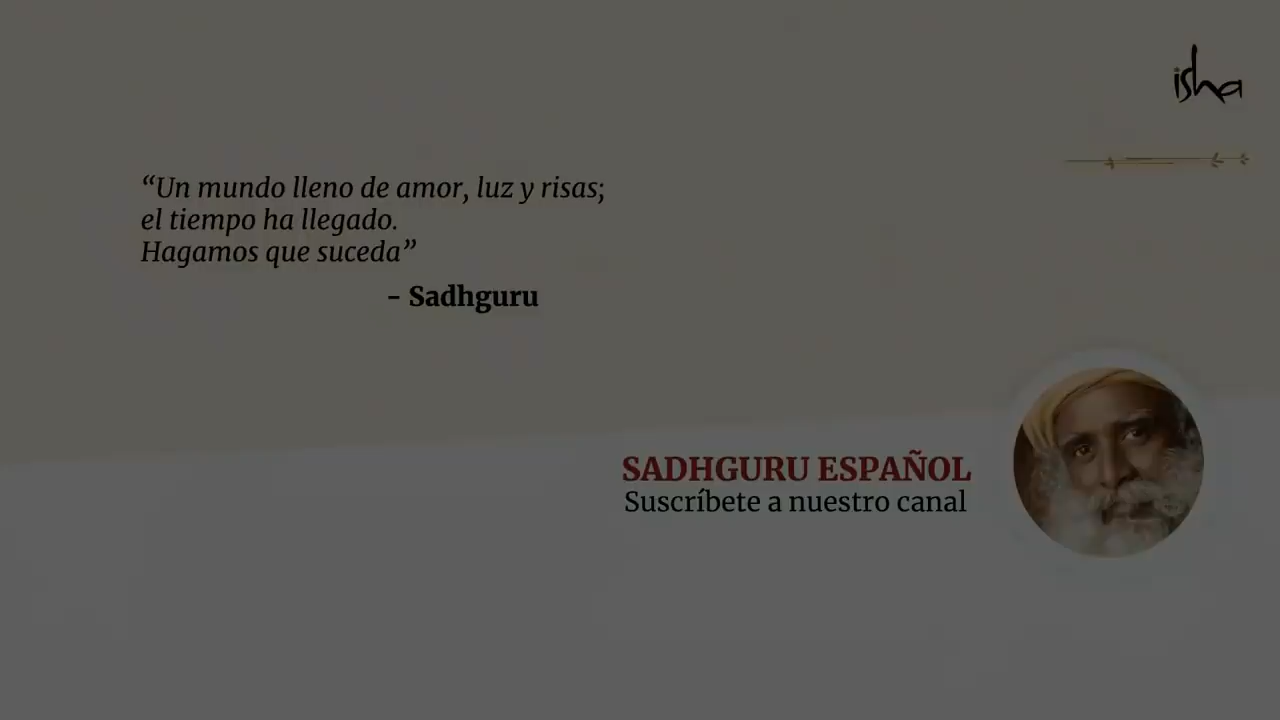 isha
“Un mundo lleno de amor, luz y risas;
el tiempo ha llegado.
Hagamos que suceda”
- Sadhguru
SADHGURU ESPAÑOL
Suscríbete a nuestro canal